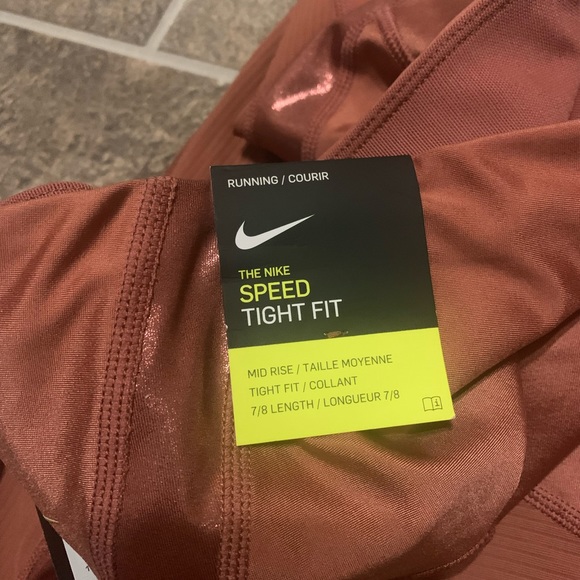 RUNNING / COURIR
THE NIKE
SPEED
TIGHT FIT
MID RISE / TAILLE MOYENNE
TIGHT FIT / COLLANT
7/8 LENGTH / LONGUEUR 7/8